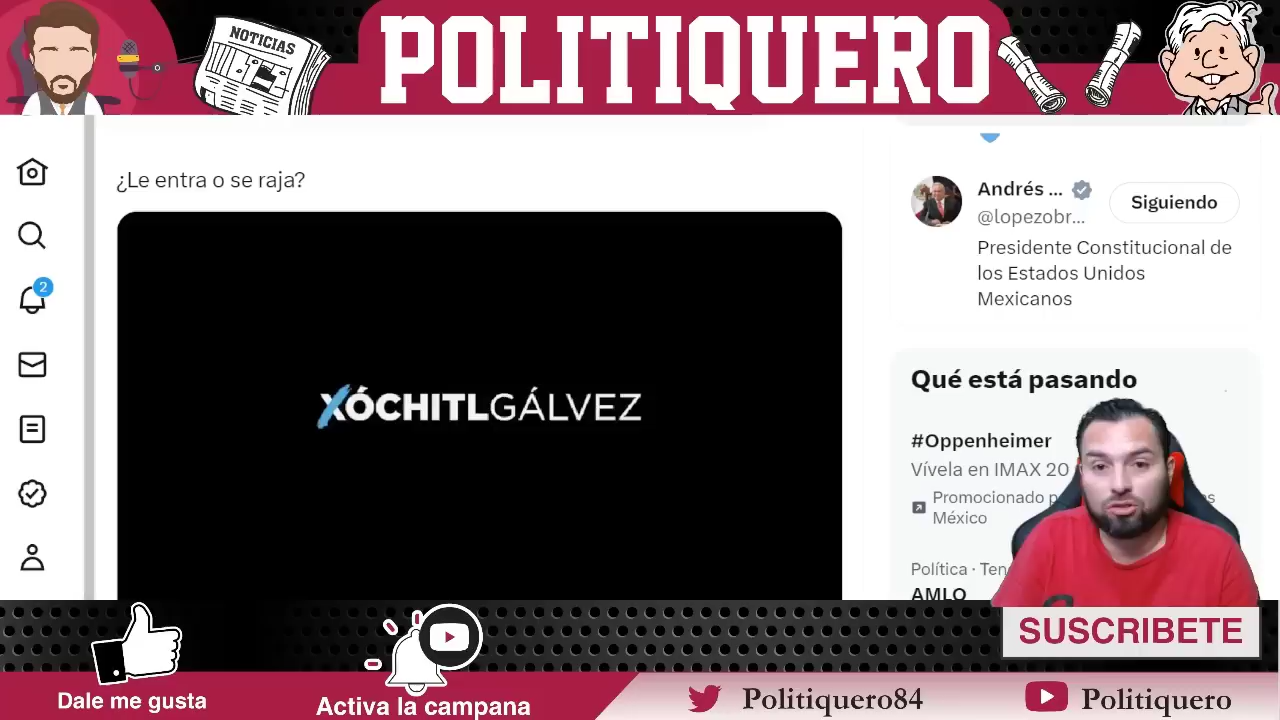 NOTICIAS
POLITIQUERO
¿Le entra o se raja?
XÓCHITLGÁLVEZ
2
Andrés ...
@lopezobr...
Siguiendo
Presidente Constitucional de
los Estados Unidos
Mexicanos
Qué está pasando
#Oppenheimer
Vívela en IMAX 20
Promocionado
México
Política · Ten
AMLO
SUSCRIBETE
Dale me gusta
Activa la campana
Politiquero84
Politiquero